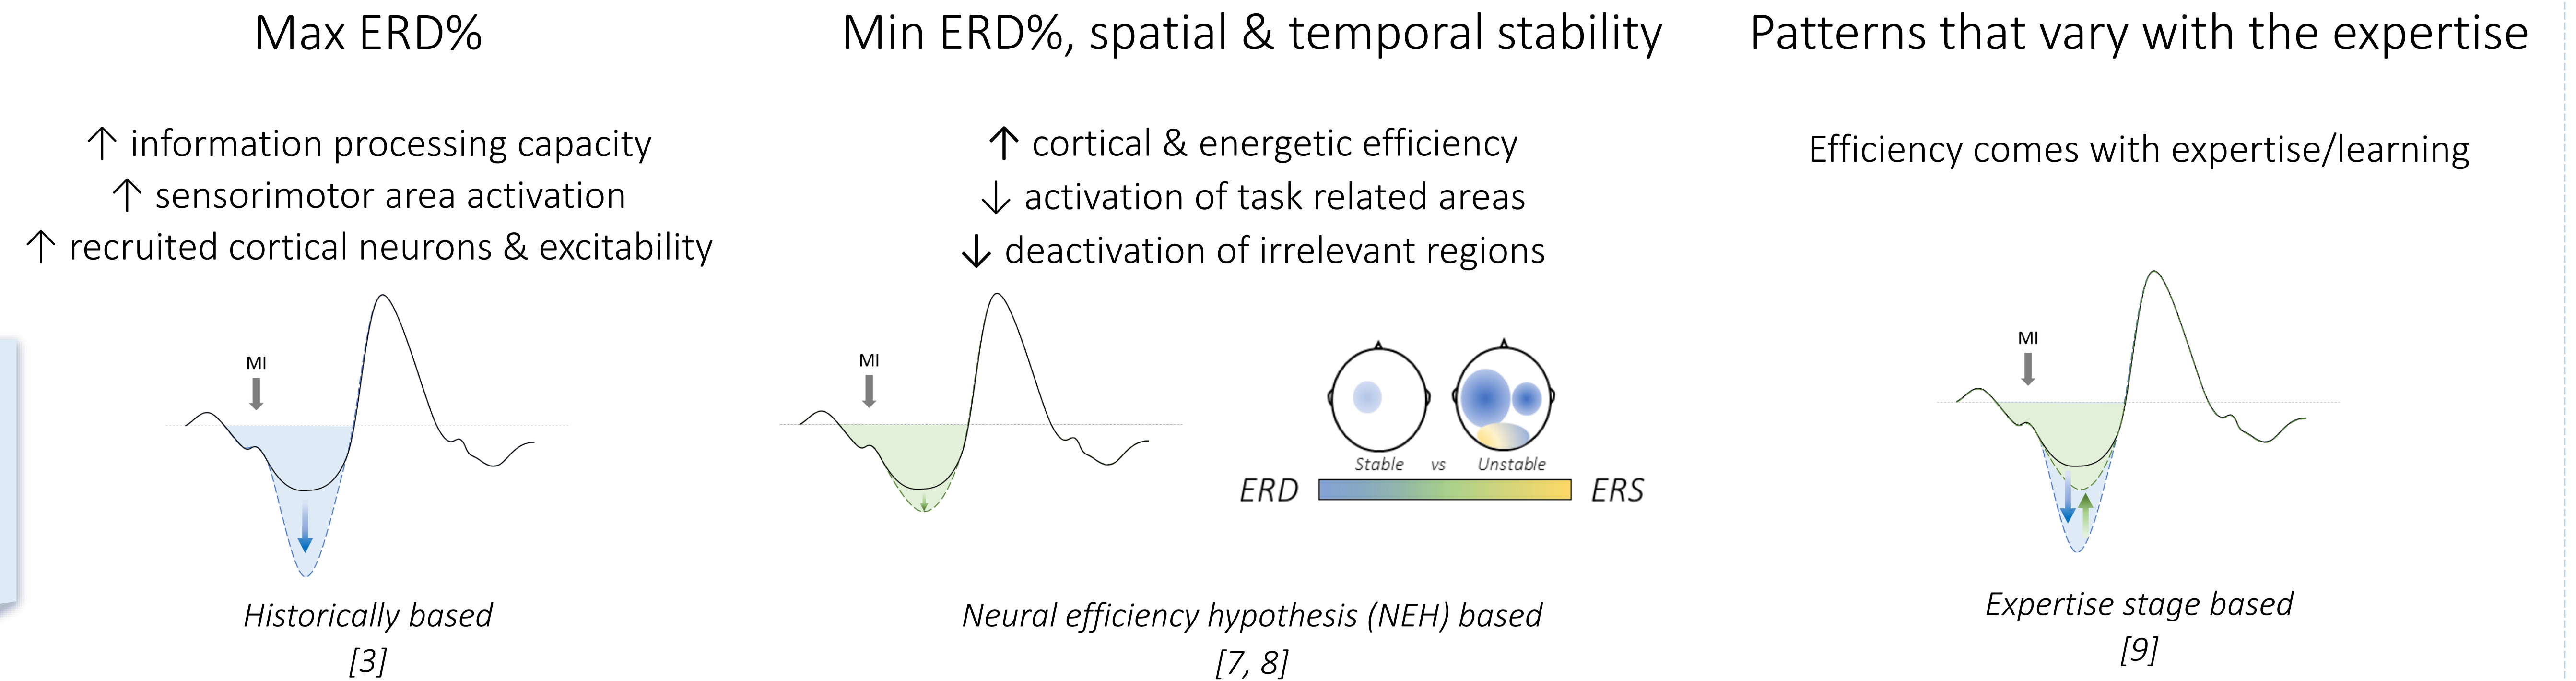 Max ERD%
↑ information processing capacity
↑ sensorimotor area activation
↑ recruited cortical neurons & excitability
MI
Historically based
[3]
Min ERD%, spatial & temporal stability
↑ cortical & energetic efficiency
↓ activation of task related areas
↓ deactivation of irrelevant regions
MI
Stable vs Unstable
ERD ERS
Neural efficiency hypothesis (NEH) based
[7, 8]
Patterns that vary with the expertise
Efficiency comes with expertise/learning
MI
Expertise stage based
[9]